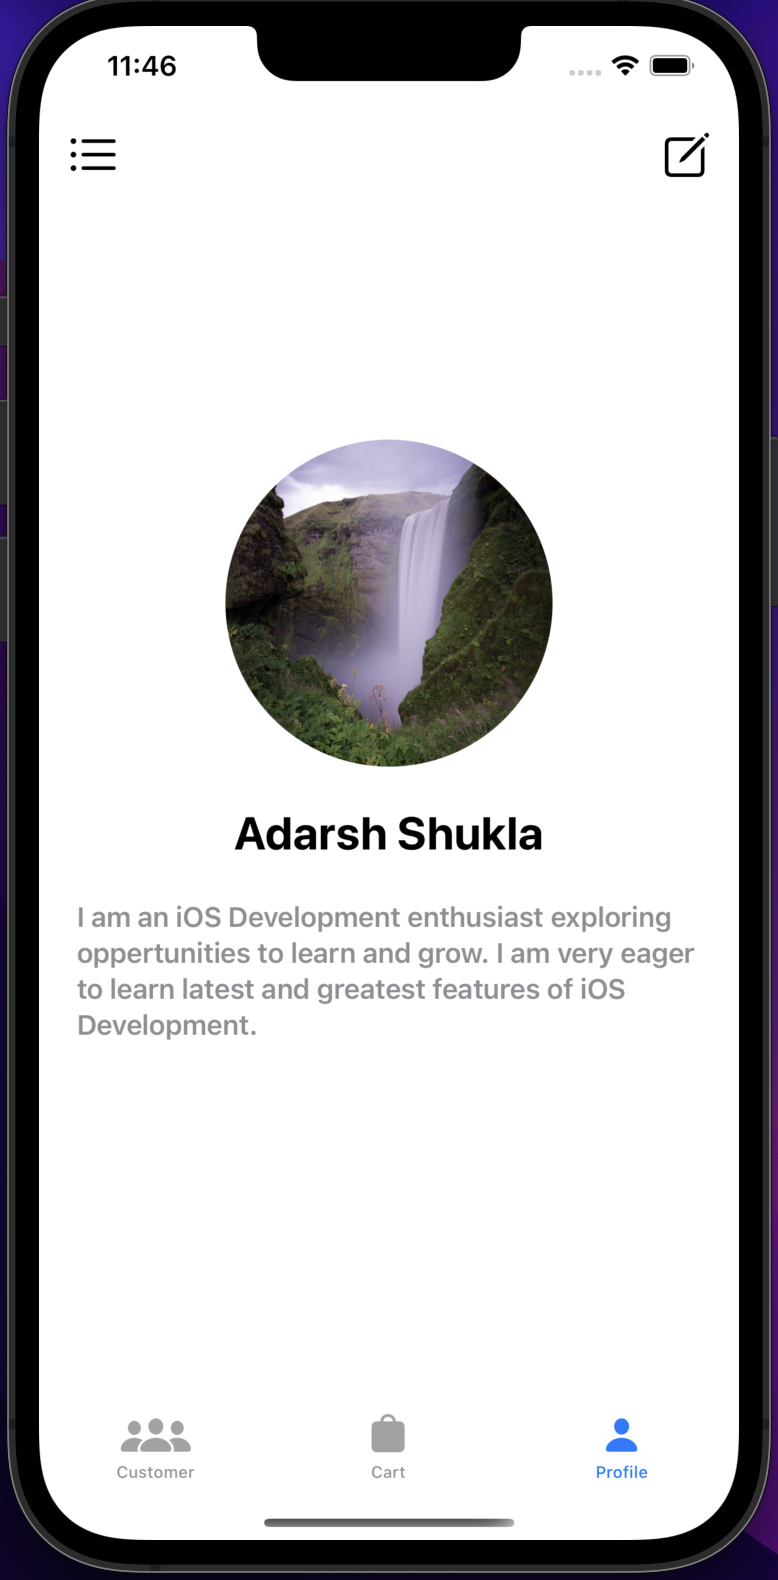 11:46
Adarsh Shukla
I am an iOS Development enthusiast exploring
oppertunities to learn and grow. I am very eager
to learn latest and greatest features of iOS
Development.
Customer
Cart
Profile